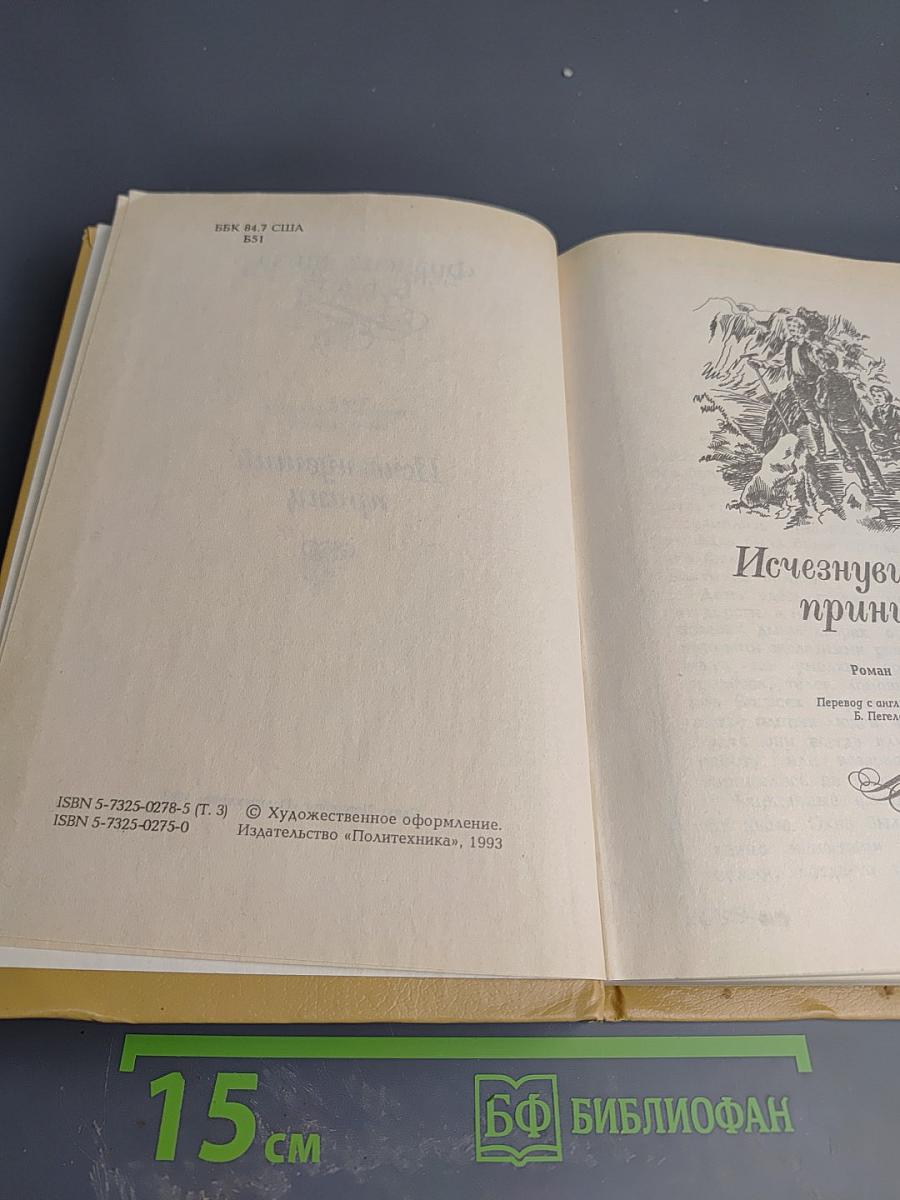 ББК 84.7 США
Б51
ISBN 5-7325-0278-5 (Т. 3)
ISBN 5-7325-0275-0
© Художественное оформление.
Издательство «Политехника», 1993
Исчезнувш
принц
Роман
Перевод с англ
Б. Пегел
15 см
БФ БИБЛИОФАН